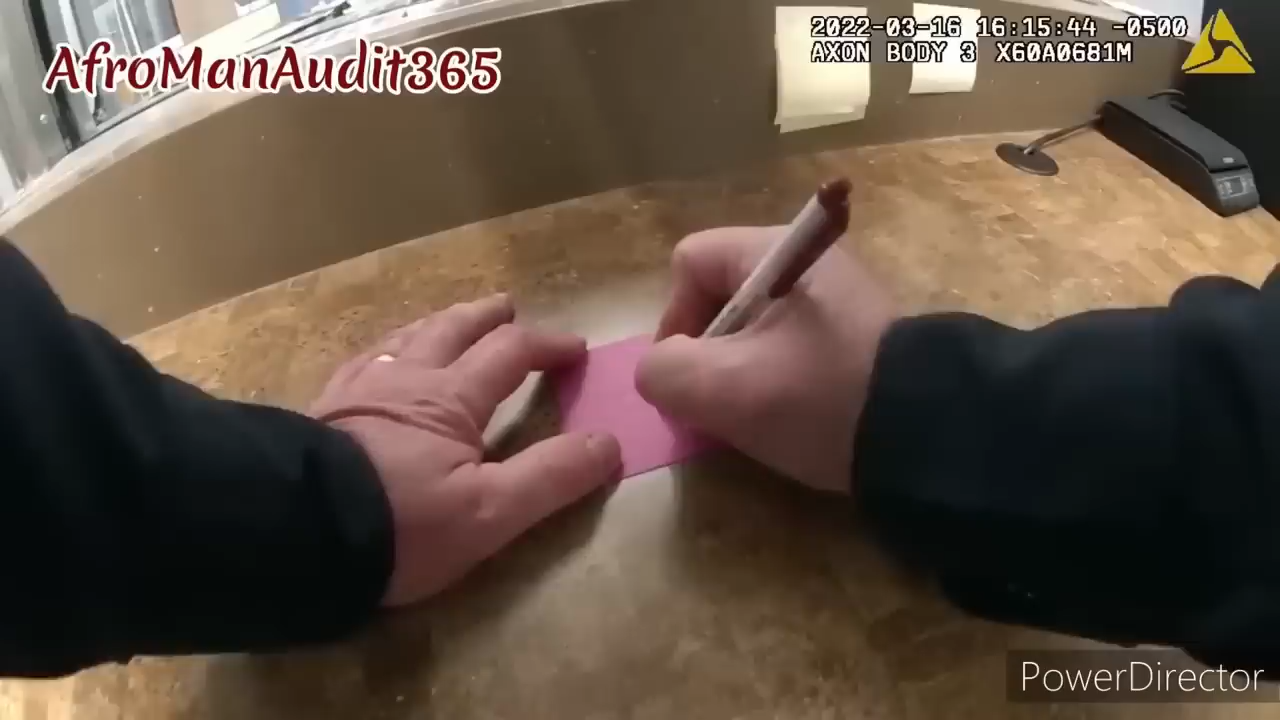 AfroManAudit365
2022-03-16 16:15:44 -0500
AXON BODY 3 X60A0681M
PowerDirector